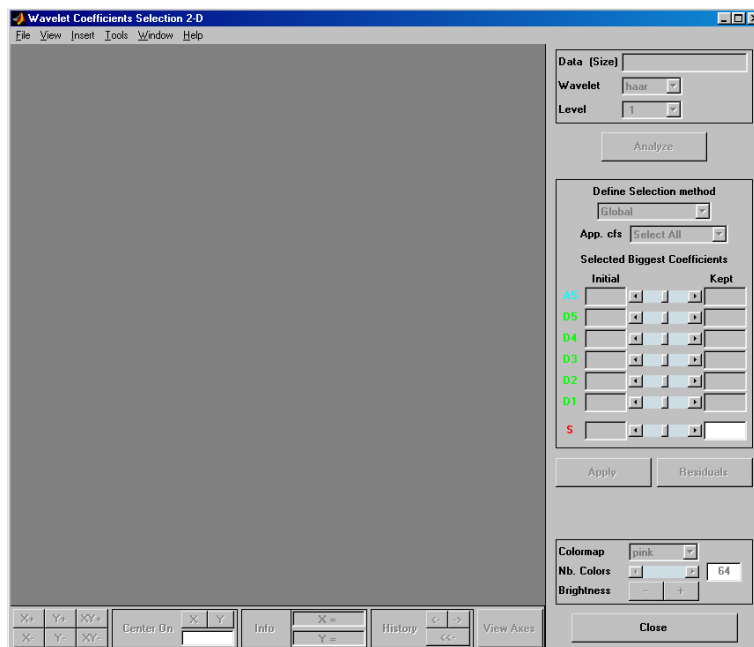 Wavelet Coefficients Selection 2-D
File View Insert Tools Window Help
Data (Size)
Wavelet haar
Level 1
Analyze
Define Selection method
Global
App. cfs Select All
Selected Biggest Coefficients
Initial Kept
A5
D5
D4
D3
D2
D1
S
Apply Residuals
Colormap pink
Nb. Colors 64
Brightness - +
X+ Y+ XY+ X Y X = <- ->
Center On Info History View Axes
X- Y- XY- Y = <<-
Close